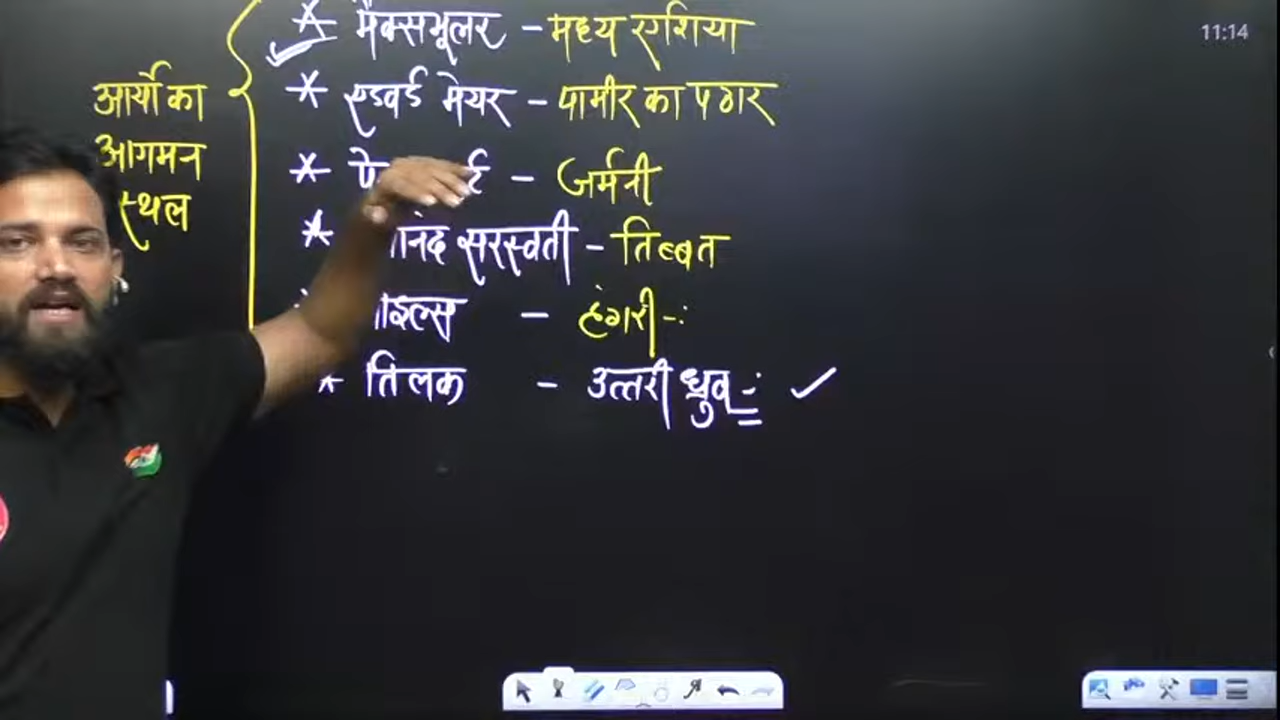 मैक्समूलर - मध्य एशिया
11:14
एडवर्ड मेयर - पामीर का पठार
आर्यो का
आगमन
स्थल
- जर्मनी
सरस्वती - तिब्बत
- हंगरी -:
तिलक - उत्तरी ध्रुव -: